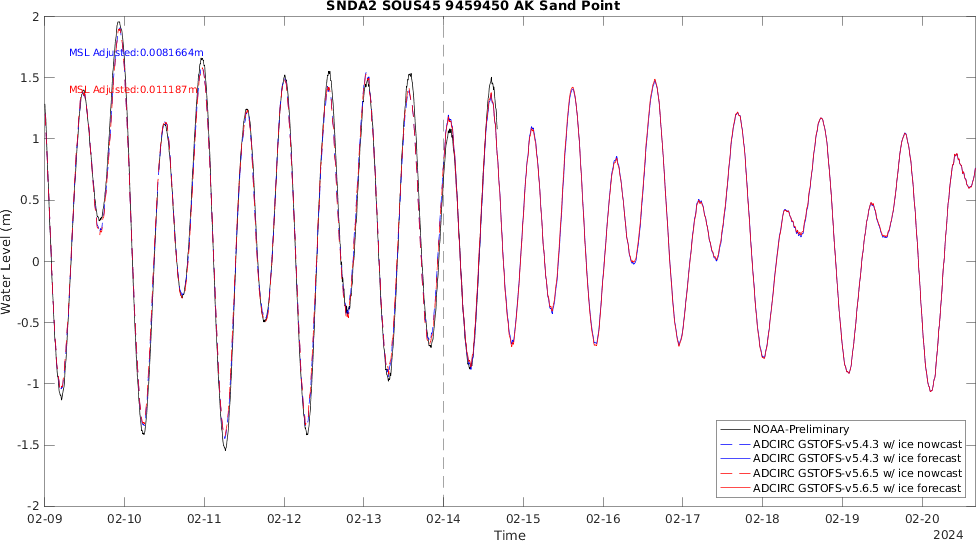 SNDA2 SOUS45 9459450 AK Sand Point
MSL Adjusted:0.0081664m
MSL Adjusted:0.011187m
Water Level (m)
2
1.5
1
0.5
0
-0.5
-1
-1.5
-2
NOAA-Preliminary
ADCIRC GSTOFS-v5.4.3 w/ ice nowcast
ADCIRC GSTOFS-v5.4.3 w/ ice forecast
ADCIRC GSTOFS-v5.6.5 w/ ice nowcast
ADCIRC GSTOFS-v5.6.5 w/ ice forecast
02-09 02-10 02-11 02-12 02-13 02-14 02-15 02-16 02-17 02-18 02-19 02-20
Time
2024